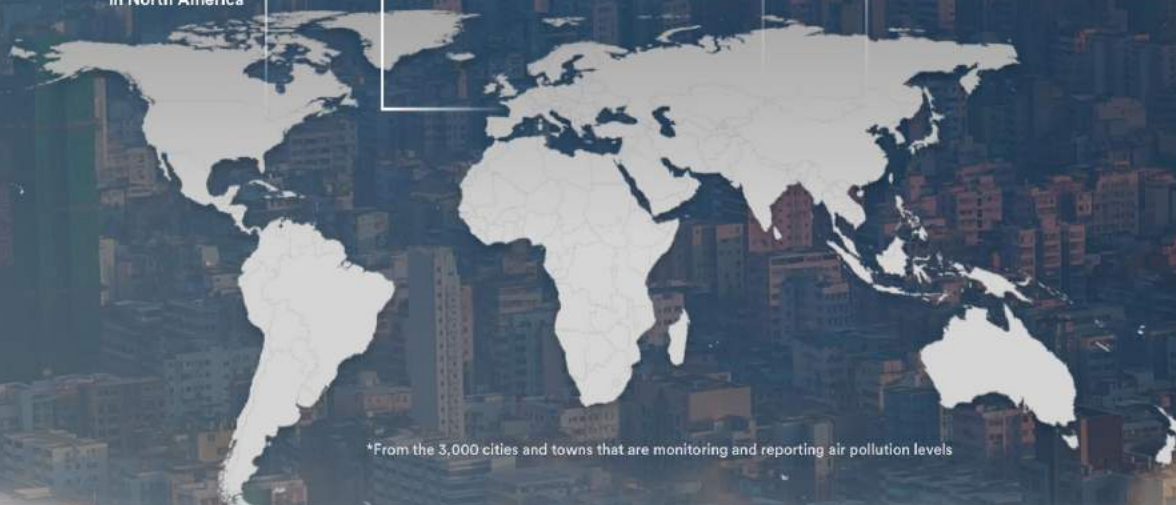 in North America
*From the 3,000 cities and towns that are monitoring and reporting air pollution levels